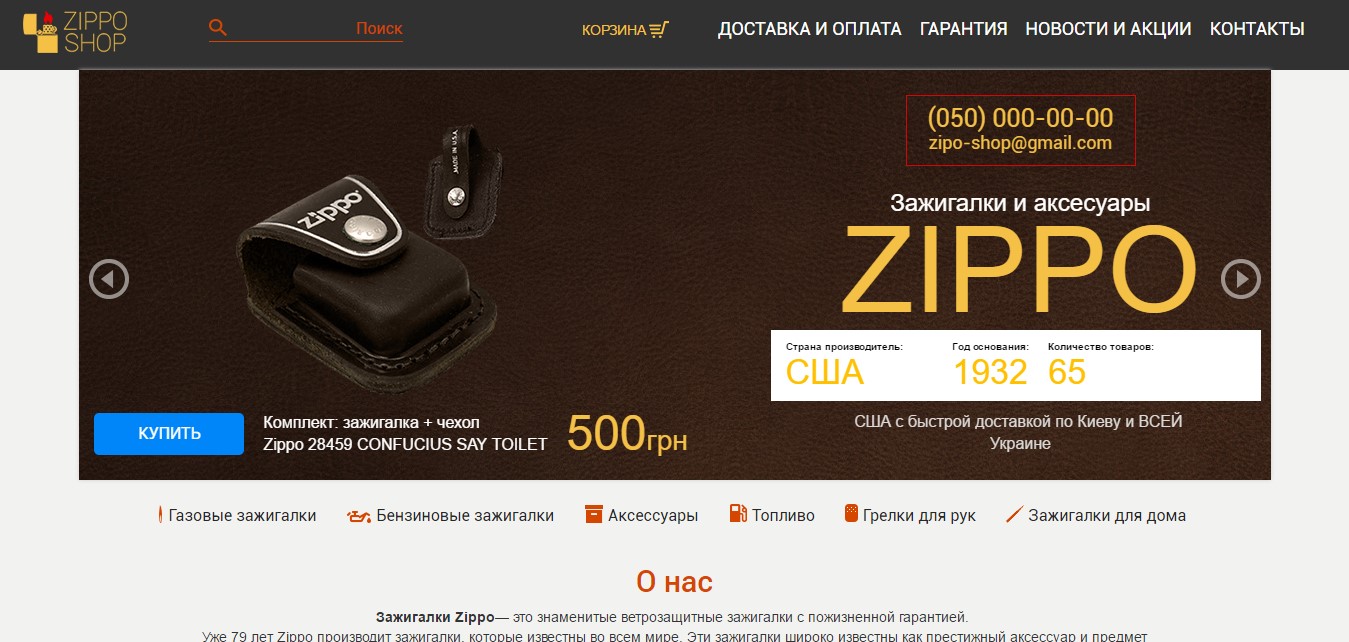 ZIPPO
SHOP
Поиск
КОРЗИНА
ДОСТАВКА И ОПЛАТА
ГАРАНТИЯ
НОВОСТИ И АКЦИИ
КОНТАКТЫ
(050) 000-00-00
zipo-shop@gmail.com
MADE IN U.S.A.
zippo
Зажигалки и аксесуары
ZIPPO
Страна производитель:
США
Год основания:
1932
Количество товаров:
65
КУПИТЬ
Комплект: зажигалка + чехол
Zippo 28459 CONFUCIUS SAY TOILET
500грн
США с быстрой доставкой по Киеву и ВСЕЙ
Украине
Газовые зажигалки
Бензиновые зажигалки
Аксессуары
Топливо
Грелки для рук
Зажигалки для дома
О нас
Зажигалки Zippo— это знаменитые ветрозащитные зажигалки с пожизненной гарантией.
Уже 79 лет Zippo производит зажигалки, которые известны во всем мире. Эти зажигалки широко известны как престижный аксессуар и предмет